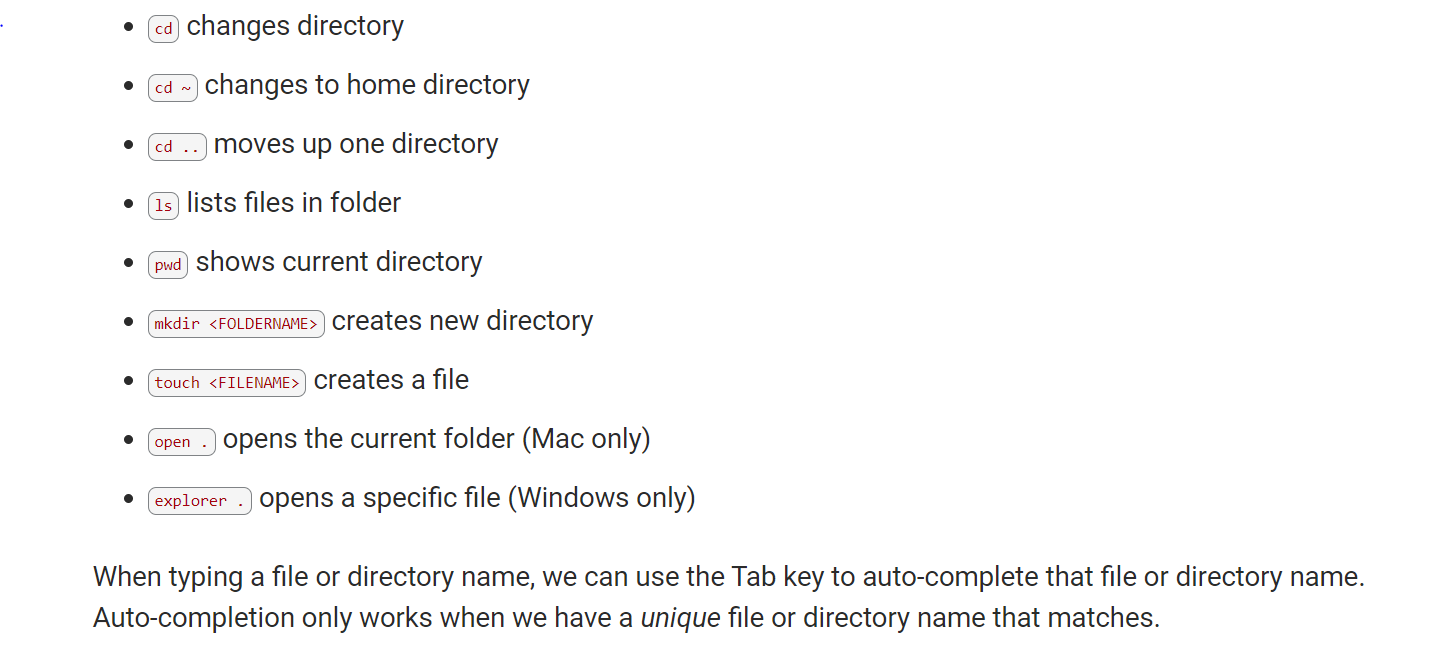 cd changes directory
cd ~ changes to home directory
cd .. moves up one directory
ls lists files in folder
pwd shows current directory
mkdir <FOLDERNAME> creates new directory
touch <FILENAME> creates a file
open . opens the current folder (Mac only)
explorer . opens a specific file (Windows only)
When typing a file or directory name, we can use the Tab key to auto-complete that file or directory name.
Auto-completion only works when we have a unique file or directory name that matches.